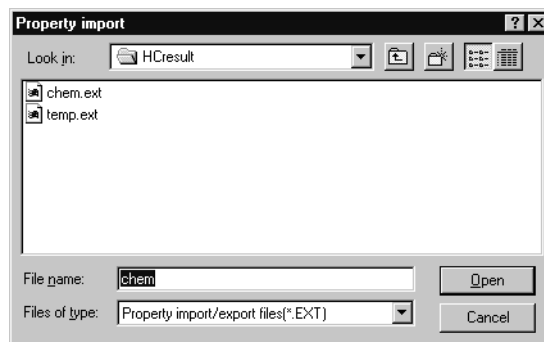 Property import
Look in: HCresult
chem.ext
temp.ext
File name: chem
Open
Files of type: Property import/export files(*.EXT)
Cancel